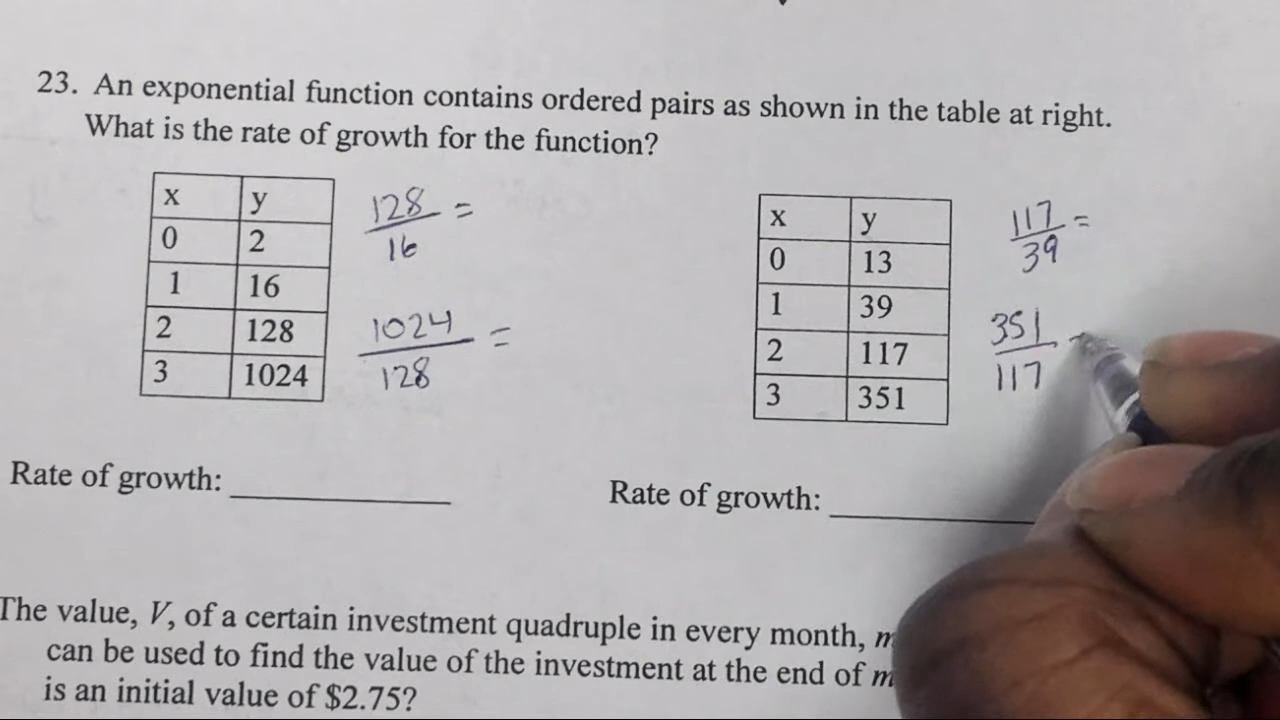 23. An exponential function contains ordered pairs as shown in the table at right.
What is the rate of growth for the function?
x y
0 2
1 16
2 128
3 1024
128
16
=
1024
128
=
x y
0 13
1 39
2 117
3 351
117
39
=
351
117
Rate of growth:
Rate of growth:
The value, V, of a certain investment quadruple in every month, m
can be used to find the value of the investment at the end of m
is an initial value of $2.75?